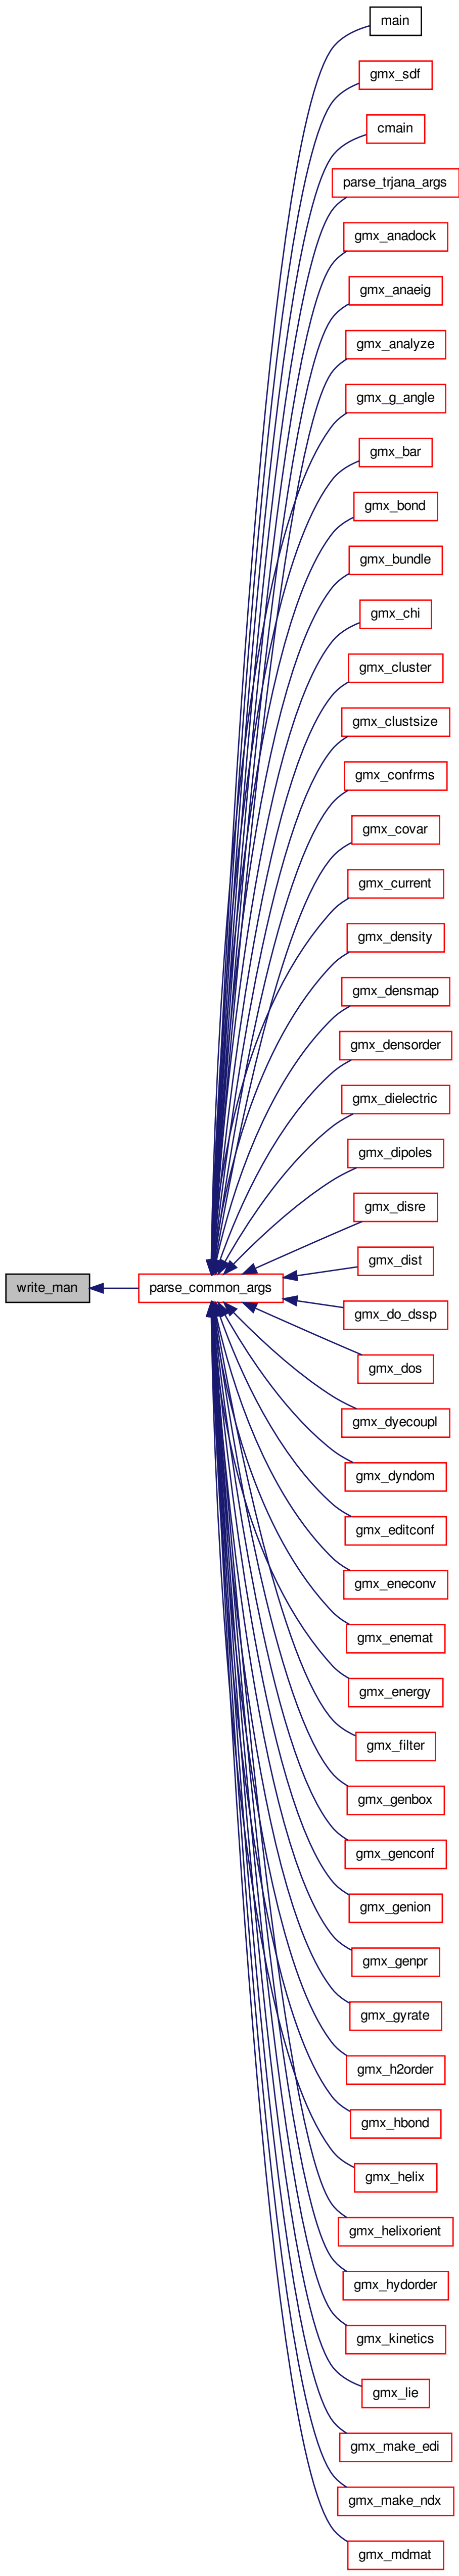 main
gmx_sdf
cmain
parse_trjana_args
gmx_anadock
gmx_anaeig
gmx_analyze
gmx_g_angle
gmx_bar
gmx_bond
gmx_bundle
gmx_chi
gmx_cluster
gmx_clustsize
gmx_confrms
gmx_covar
gmx_current
gmx_density
gmx_densmap
gmx_densorder
gmx_dielectric
gmx_dipoles
gmx_disre
gmx_dist
write_man
parse_common_args
gmx_do_dssp
gmx_dos
gmx_dyecoupl
gmx_dyndom
gmx_editconf
gmx_eneconv
gmx_enemat
gmx_energy
gmx_filter
gmx_genbox
gmx_genconf
gmx_genion
gmx_genpr
gmx_gyrate
gmx_h2order
gmx_hbond
gmx_helix
gmx_helixorient
gmx_hydorder
gmx_kinetics
gmx_lie
gmx_make_edi
gmx_make_ndx
gmx_mdmat